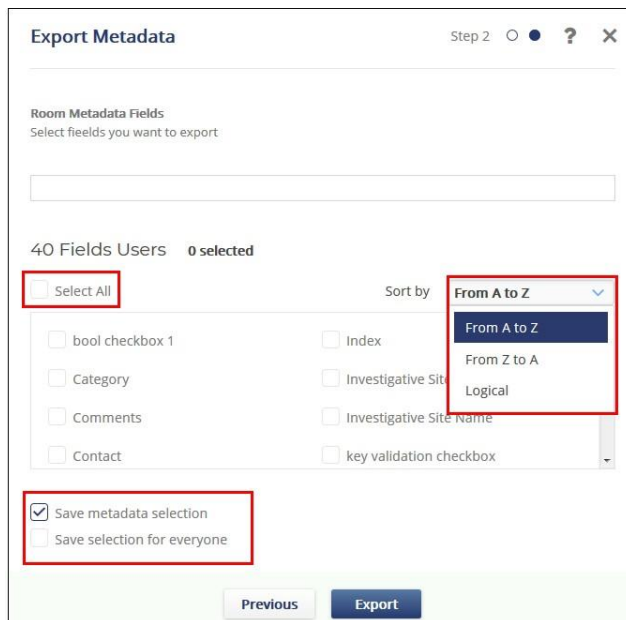 Export Metadata
Step 2 ? X
Room Metadata Fields
Select fieelds you want to export
40 Fields Users 0 selected
Select All
Sort by From A to Z
From A to Z
From Z to A
Logical
bool checkbox 1
Index
Category
Investigative Site
Comments
Investigative Site Name
Contact
key validation checkbox
Save metadata selection
Save selection for everyone
Previous Export